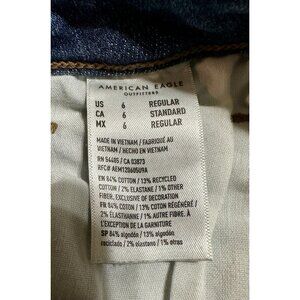 AMERICAN EAGLE
OUTFITTERS
US 6 REGULAR
CA 6 STANDARD
MX 6 REGULAR
MADE IN VIETNAM / FABRIQUÉ AU
VIETNAM / HECHO EN VIETNAM
RN 54485 / CA 03873
RFC# AEM12060509A
EN 84% COTTON / 13% RECYCLED
COTTON / 2% ELASTANE / 1% OTHER
FIBER, EXCLUSIVE OF DECORATION
FR 84% COTON / 13% COTON RÉGÉNÉRÉ /
2% ÉLASTHANNE / 1% AUTRE FIBRE. À
L'EXCEPTION DE LA GARNITURE
SP 84% algodón / 13% algodón
reciclado / 2% elastano / 1% otras